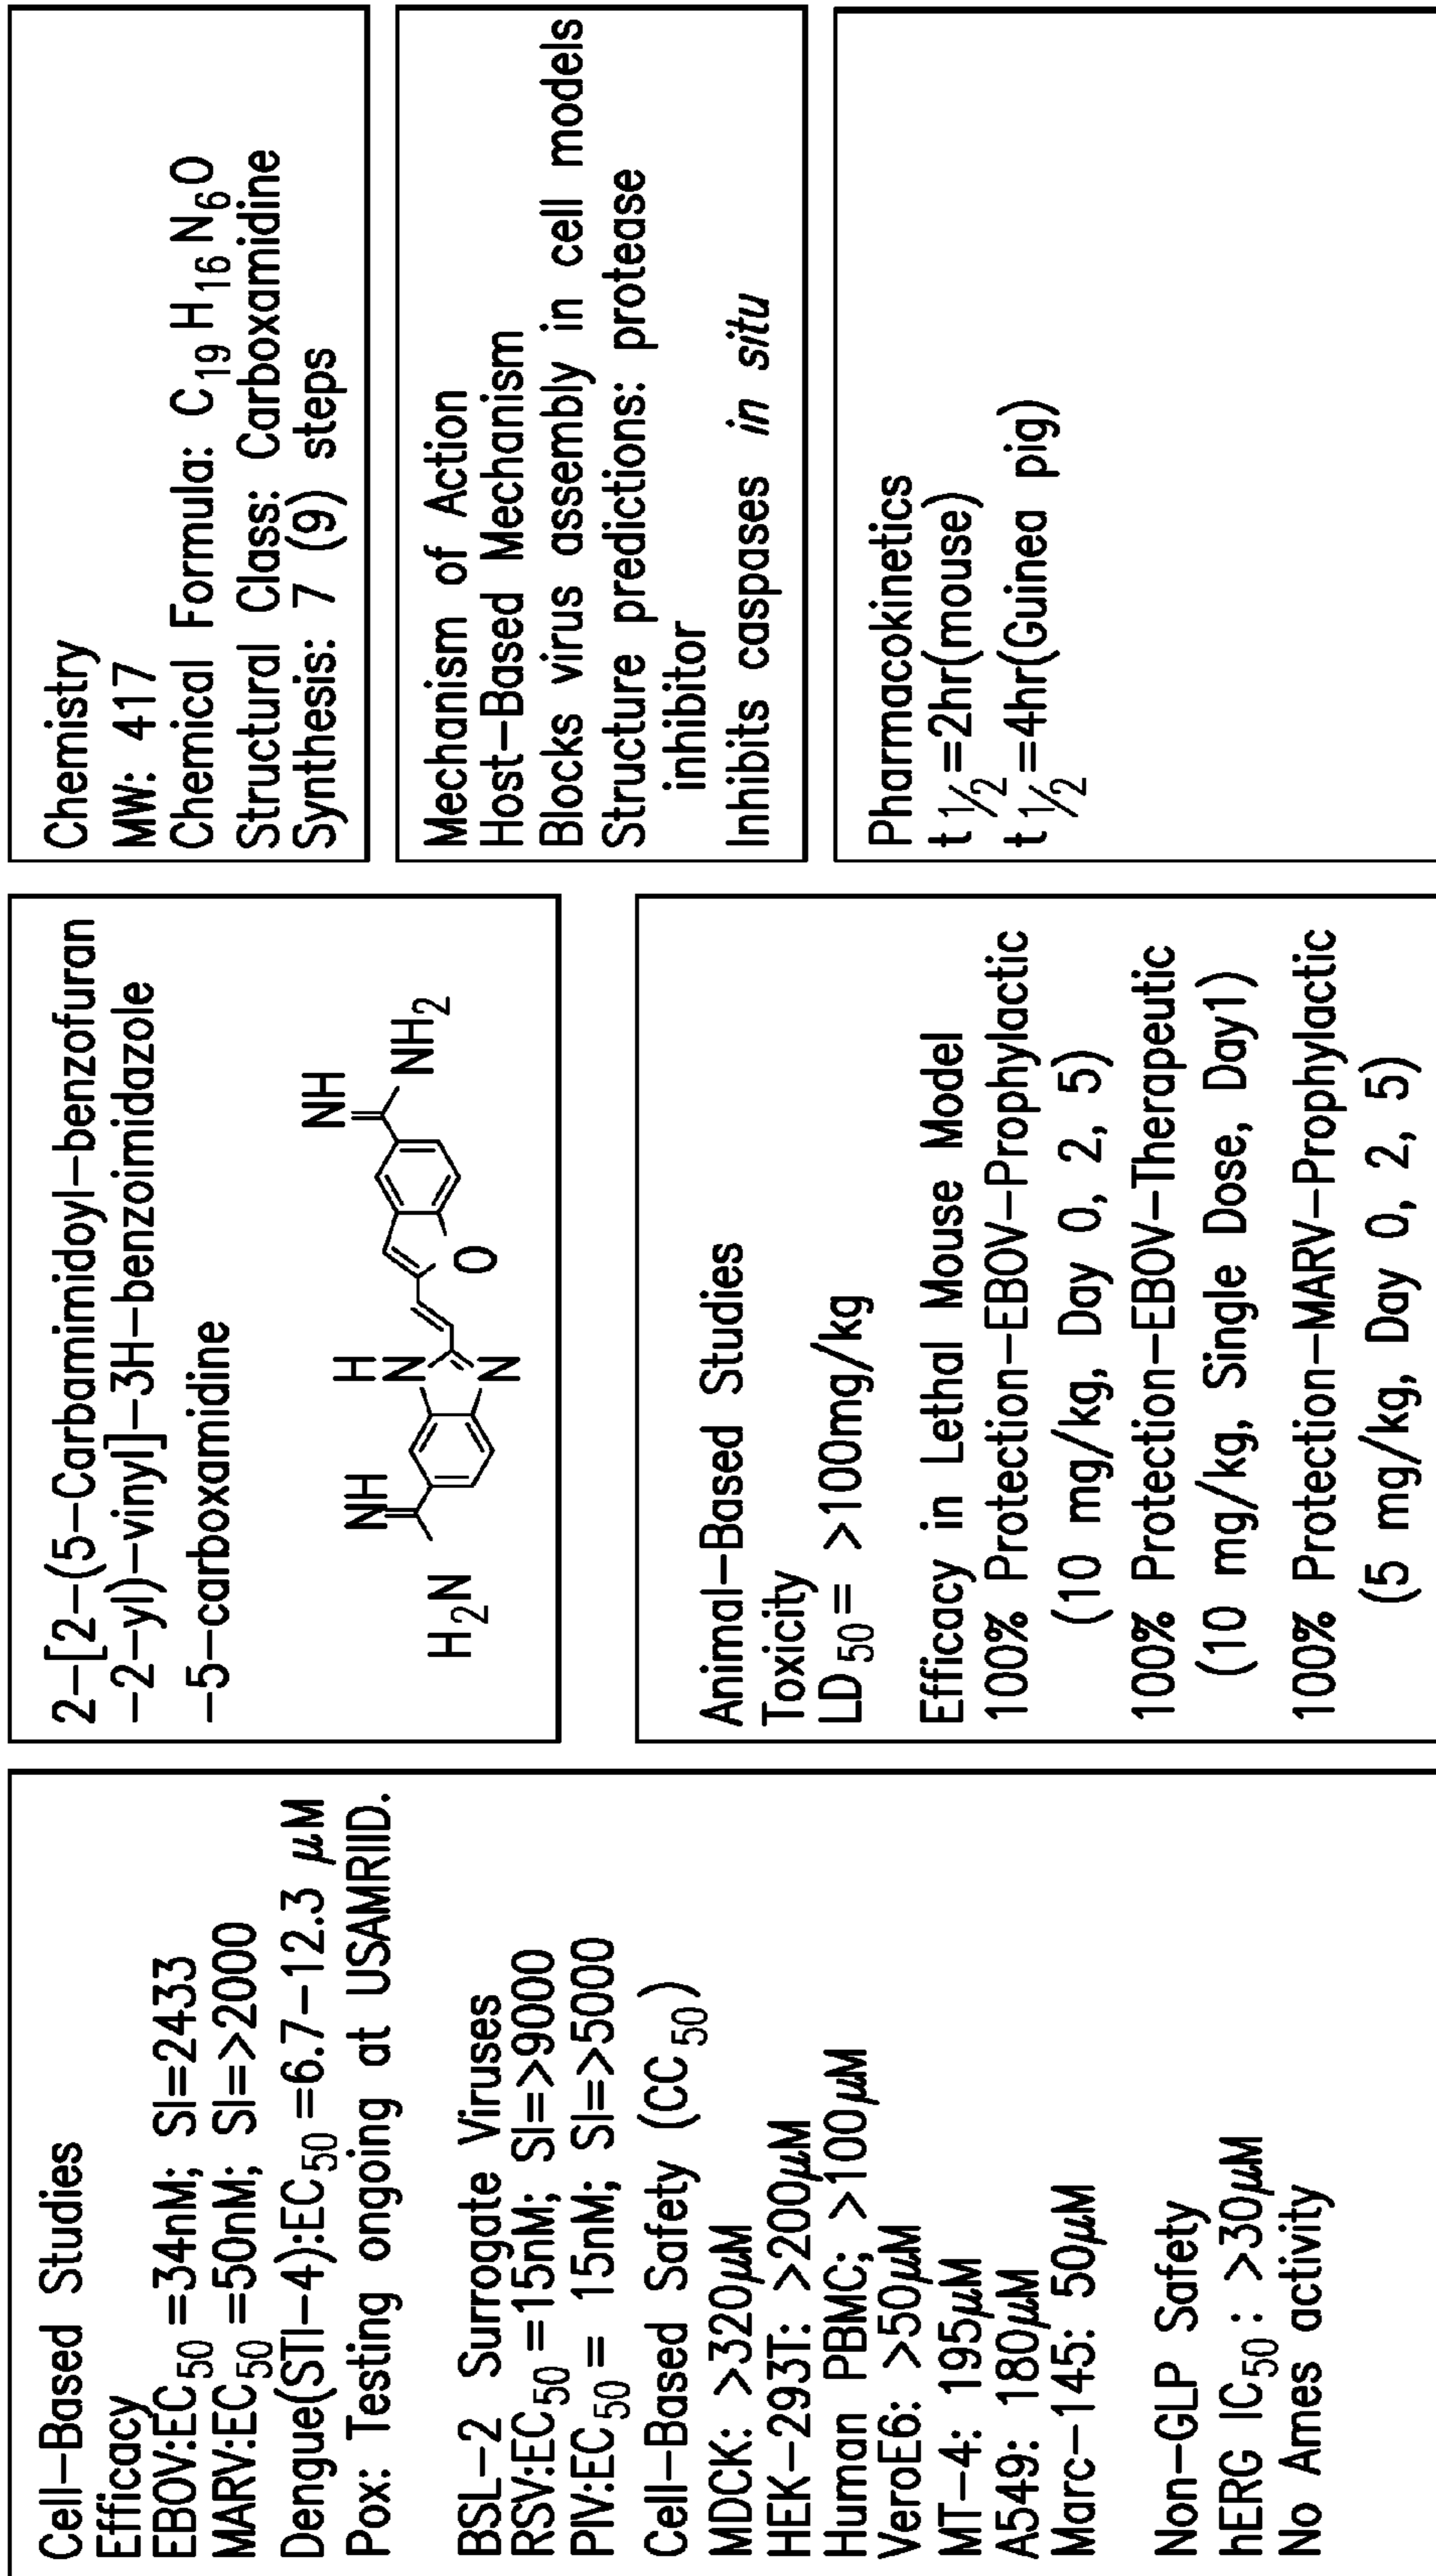 Cell-Based Studies
Efficacy
EBOV:EC50=34nM; SI=2433
MARV:EC50=50nM; SI=>2000
Dengue(STI-4):EC50=6.7-12.3 μM
Pox: Testing ongoing at USAMRIID.
BSL-2 Surrogate Viruses
RSV:EC50=15nM; SI=>9000
PIV:EC50= 15nM; SI=>5000
Cell-Based Safety (CC50)
MDCK: >320μM
HEK-293T: >200μM
Human PBMC; >100μM
VeroE6: >50μM
MT-4: 195μM
A549: 180μM
Marc-145: 50μM
Non-GLP Safety
hERG IC50: >30μM
No Ames activity
2-[2-(5-Carbamimidoyl-benzofuran
-2-yl)-vinyl]-3H-benzoimidazole
-5-carboxamidine
NH
H2N
H
N
N
O
NH
NH2
Animal-Based Studies
Toxicity
LD50= >100mg/kg
Efficacy in Lethal Mouse Model
100% Protection-EBOV-Prophylactic
(10 mg/kg, Day 0, 2, 5)
100% Protection-EBOV-Therapeutic
(10 mg/kg, Single Dose, Day1)
100% Protection-MARV-Prophylactic
(5 mg/kg, Day 0, 2, 5)
Chemistry
MW: 417
Chemical Formula: C19H16N6O
Structural Class: Carboxamidine
Synthesis: 7 (9) steps
Mechanism of Action
Host-Based Mechanism
Blocks virus assembly in cell models
Structure predictions: protease
inhibitor
Inhibits caspases in situ
Pharmacokinetics
t 1/2=2hr(mouse)
t 1/2=4hr(Guinea pig)